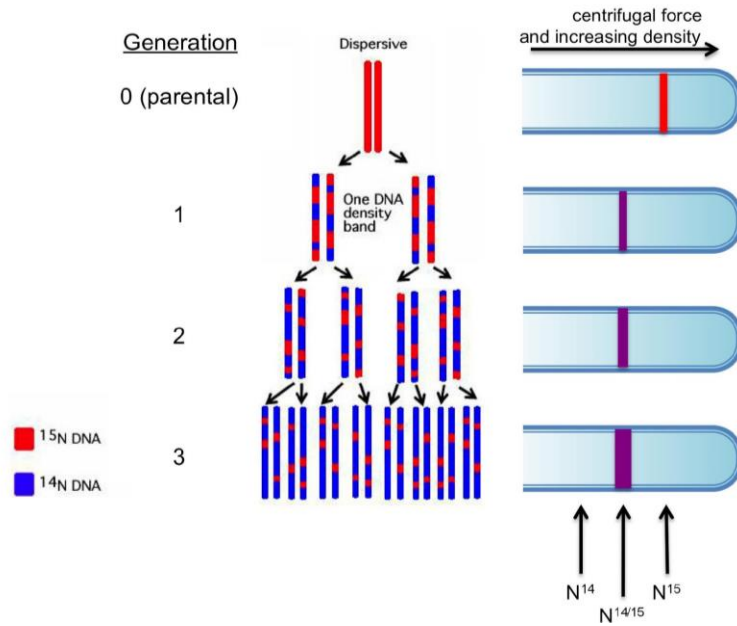 centrifugal force
and increasing density
Generation
Dispersive
0 (parental)
1
One DNA
density
band
2
3
15N DNA
14N DNA
N14
N14/15
N15